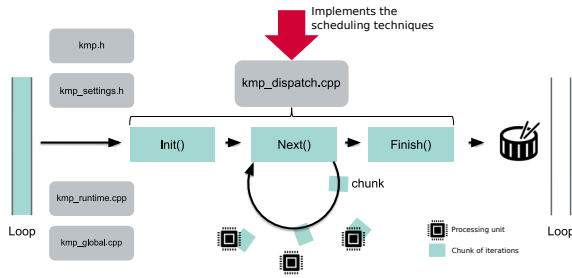 Implements the
scheduling techniques
kmp.h
kmp_settings.h
kmp_dispatch.cpp
Init()
Next()
Finish()
chunk
kmp_runtime.cpp
kmp_global.cpp
Loop
Loop
Processing unit
Chunk of iterations